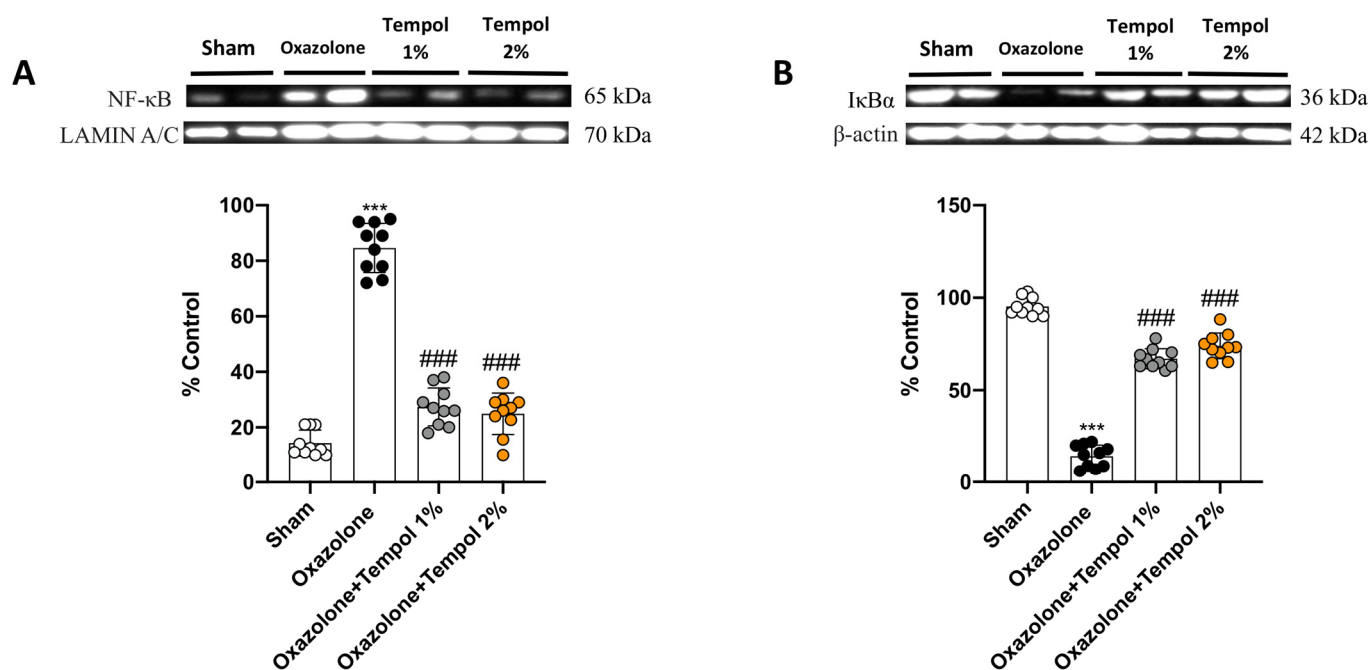 A
Sham
Oxazolone
Tempol
1%
Tempol
2%
NF-κB
65 kDa
LAMIN A/C
70 kDa
% Control
100
80
60
40
20
0
***
###
###
Sham
Oxazolone
Oxazolone+Tempol 1%
Oxazolone+Tempol 2%
B
Sham
Oxazolone
Tempol
1%
Tempol
2%
IκBα
36 kDa
β-actin
42 kDa
% Control
150
100
50
0
***
###
###
Sham
Oxazolone
Oxazolone+Tempol 1%
Oxazolone+Tempol 2%